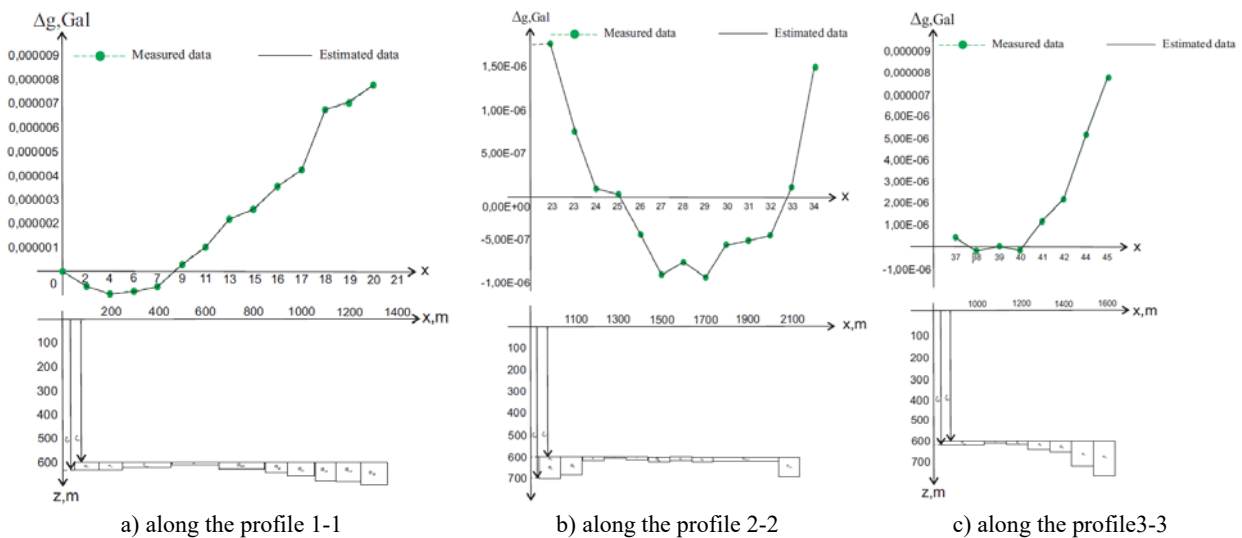 Δg,Gal
Measured data Estimated data
0,000009
0,000008
0,000007
0,000006
0,000005
0,000004
0,000003
0,000002
0,000001
0
2 4 6 7 9 11 13 15 16 17 18 19 20 21
x
200 400 600 800 1000 1200 1400
x,m
100
200
300
400
500
600
z,m
a) along the profile 1-1
Δg,Gal
Measured data Estimated data
1,50E-06
1,00E-06
5,00E-07
0,00E+00
-5,00E-07
-1,00E-06
23 23 24 25 26 27 28 29 30 31 32 33 34
x
1100 1300 1500 1700 1900 2100
x,m
100
200
300
400
500
600
700
z,m
b) along the profile 2-2
Δg,Gal
Measured data Estimated data
0,000009
0,000008
0,000007
6,00E-06
5,00E-06
4,00E-06
3,00E-06
2,00E-06
1,00E-06
-1,00E-06
37 38 39 40 41 42 44 45
x
1000 1200 1400 1600
x,m
100
200
300
400
500
600
700
z,m
c) along the profile3-3